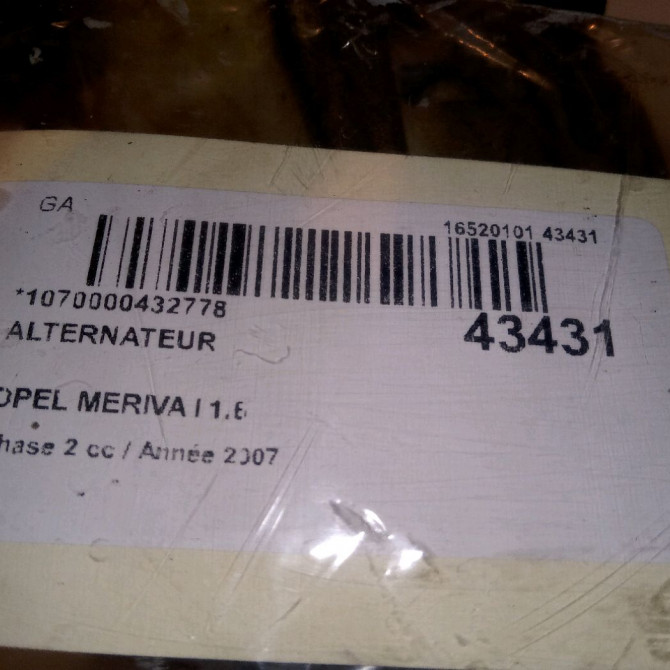 GA
16520101 43431
*1070000432778
43431
ALTERNATEUR
OPEL MERIVA I 1.6
hase 2 cc / Année 2007